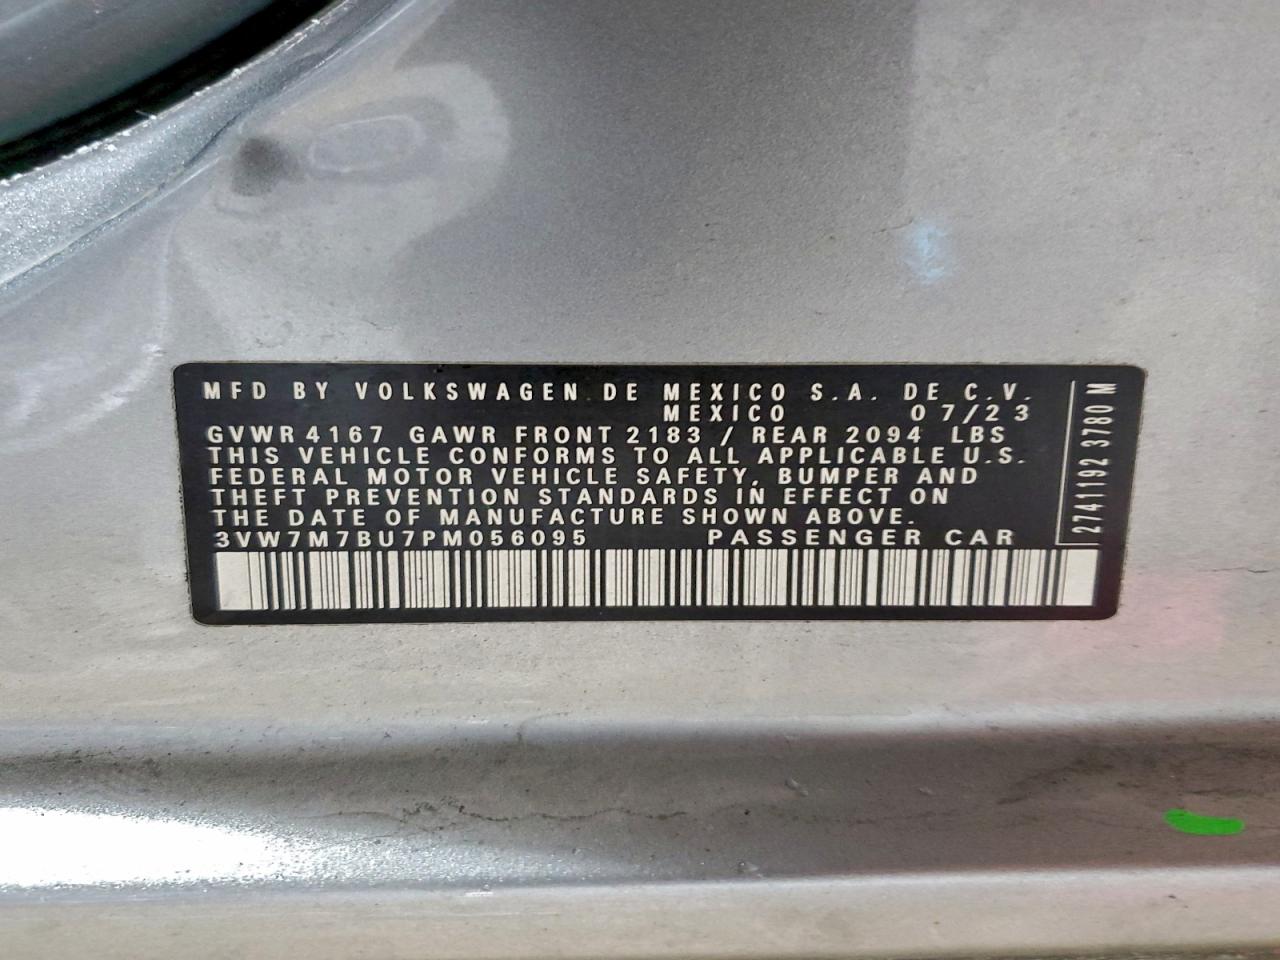 MFD BY VOLKSWAGEN DE MEXICO S.A. DE C.V.
MEXICO 07/23
GVWR 4167 GAWR FRONT 2183 / REAR 2094 LBS
THIS VEHICLE CONFORMS TO ALL APPLICABLE U.S.
FEDERAL MOTOR VEHICLE SAFETY, BUMPER AND
THEFT PREVENTION STANDARDS IN EFFECT ON
THE DATE OF MANUFACTURE SHOWN ABOVE.
3VW7M7BU7PM056095 PASSENGER CAR
2741192 3780 M